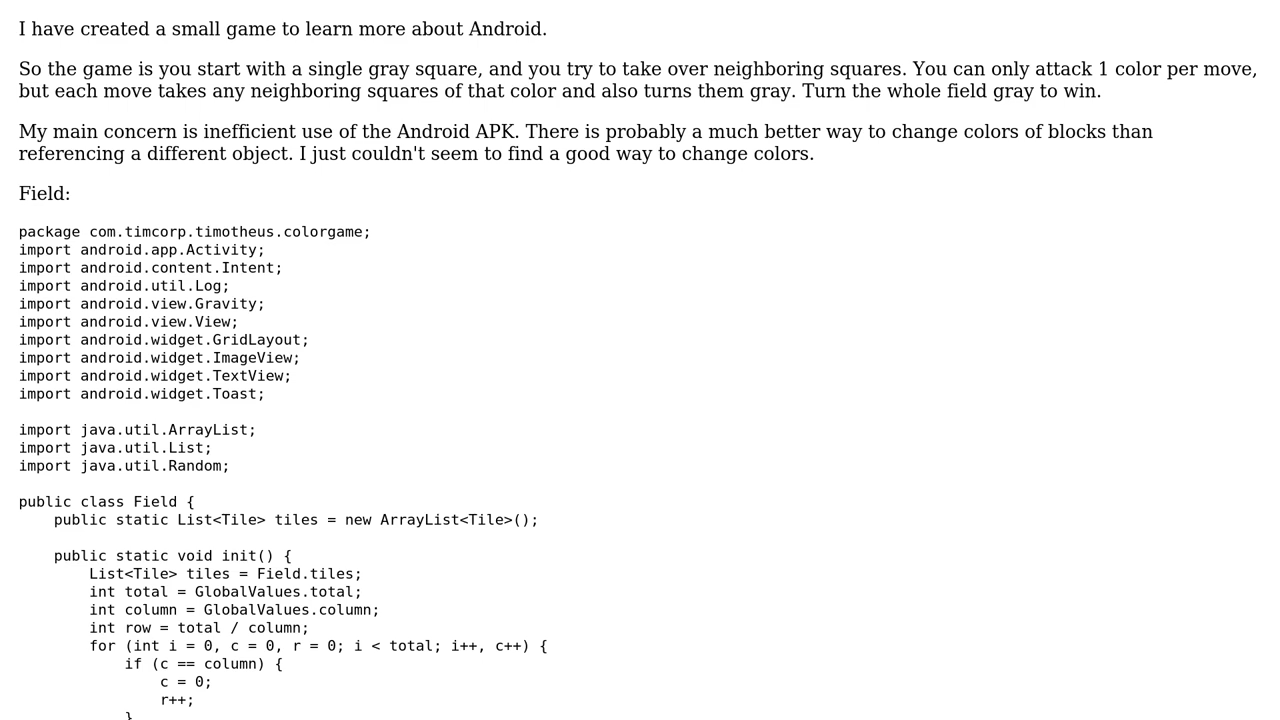 I have created a small game to learn more about Android.
So the game is you start with a single gray square, and you try to take over neighboring squares. You can only attack 1 color per move,
but each move takes any neighboring squares of that color and also turns them gray. Turn the whole field gray to win.
My main concern is inefficient use of the Android APK. There is probably a much better way to change colors of blocks than
referencing a different object. I just couldn't seem to find a good way to change colors.
Field:
package com.timcorp.timotheus.colorgame;
import android.app.Activity;
import android.content.Intent;
import android.util.Log;
import android.view.Gravity;
import android.view.View;
import android.widget.GridLayout;
import android.widget.ImageView;
import android.widget.TextView;
import android.widget.Toast;

import java.util.ArrayList;
import java.util.List;
import java.util.Random;

public class Field {
    public static List<Tile> tiles = new ArrayList<Tile>();

    public static void init() {
        List<Tile> tiles = Field.tiles;
        int total = GlobalValues.total;
        int column = GlobalValues.column;
        int row = total / column;
        for (int i = 0, c = 0, r = 0; i < total; i++, c++) {
            if (c == column) {
                c = 0;
                r++;
            }